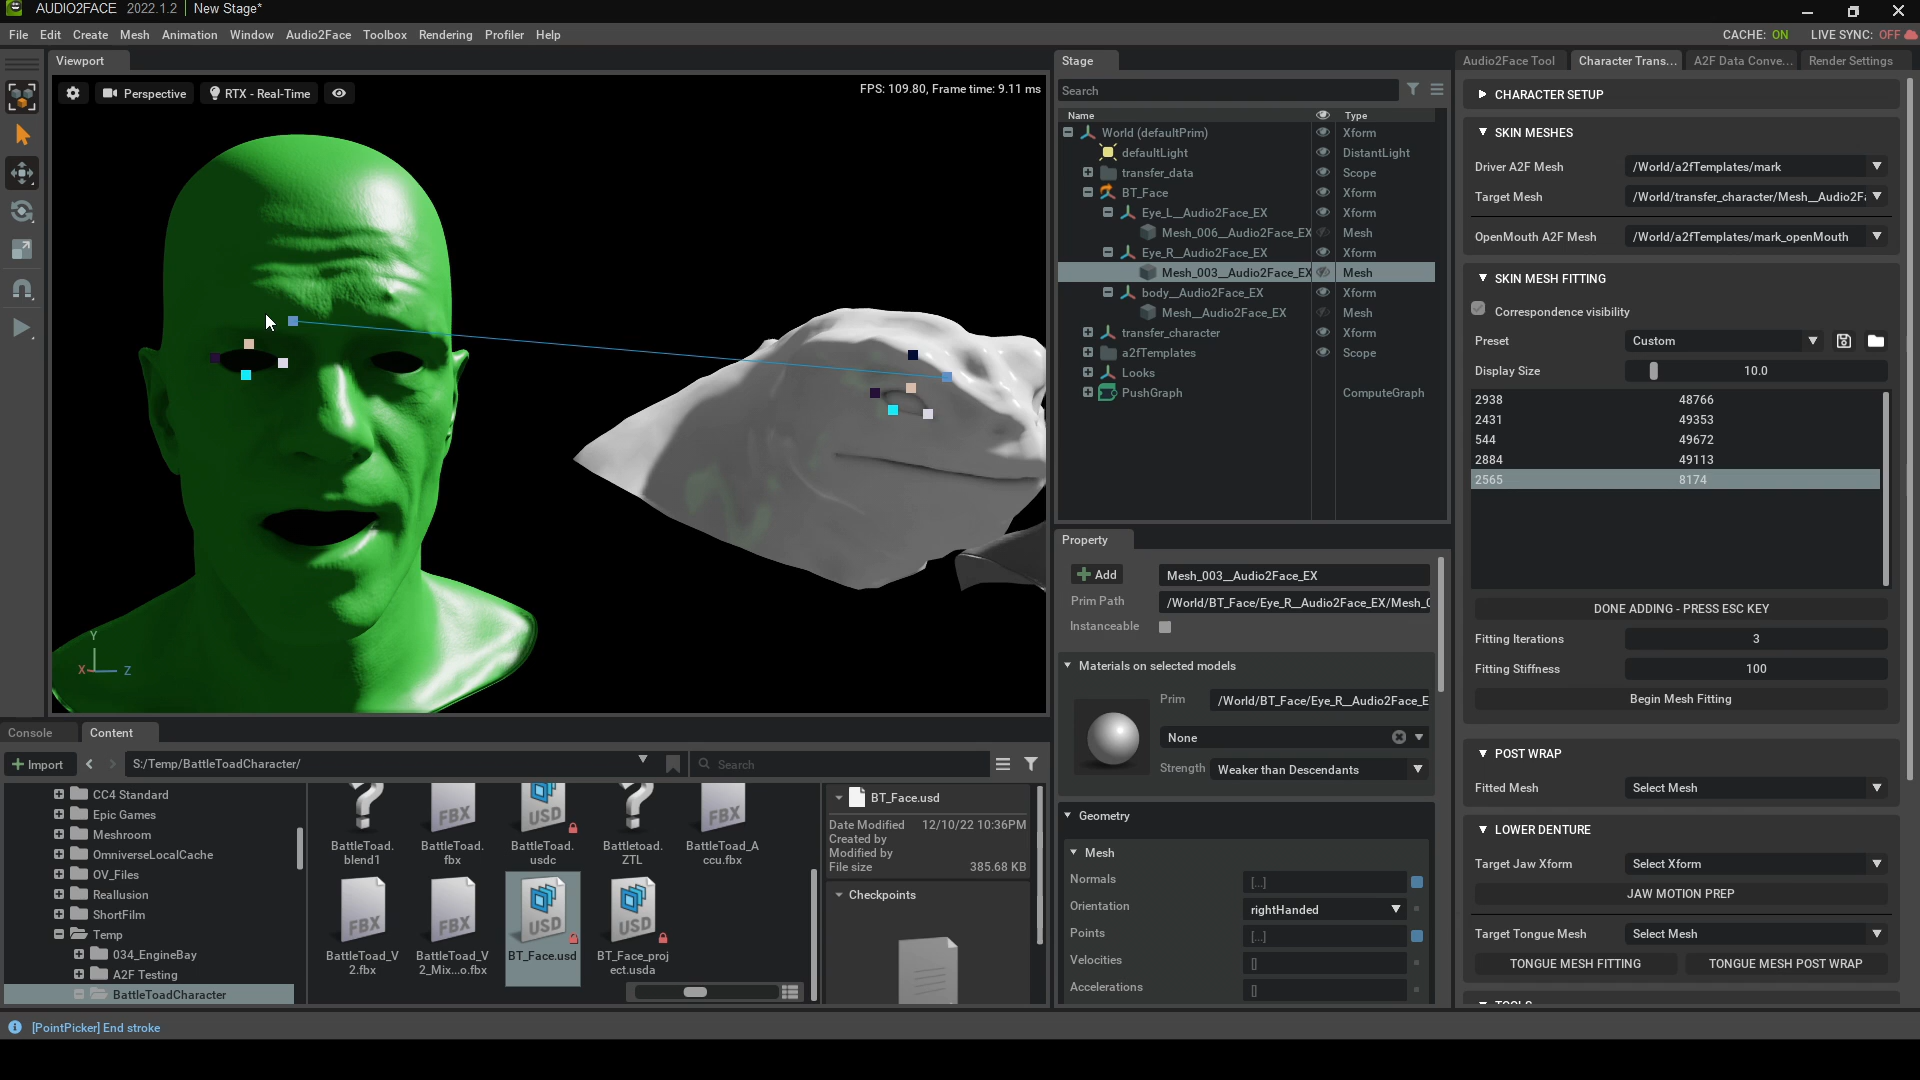 AUDIO2FACE 2022.1.2 New Stage*
File Edit Create Mesh Animation Window Audio2Face Toolbox Rendering Profiler Help
CACHE: ON LIVE SYNC: OFF
Viewport
Perspective
RTX - Real-Time
FPS: 109.80, Frame time: 9.11 ms
Y
X
Z
Stage
Search
Name Type
World (defaultPrim) Xform
defaultLight DistantLight
transfer_data Scope
BT_Face Xform
Eye_L__Audio2Face_EX Xform
Mesh_006__Audio2Face_EX Mesh
Eye_R__Audio2Face_EX Xform
Mesh_003__Audio2Face_EX Mesh
body__Audio2Face_EX Xform
Mesh__Audio2Face_EX Mesh
transfer_character Xform
a2fTemplates Scope
Looks
PushGraph ComputeGraph
Property
Add
Mesh_003__Audio2Face_EX
Prim Path /World/BT_Face/Eye_R__Audio2Face_EX/Mesh_0
Instanceable
Materials on selected models
Prim /World/BT_Face/Eye_R__Audio2Face_E
None
Strength Weaker than Descendants
Geometry
Mesh
Normals [...]
Orientation rightHanded
Points [...]
Velocities []
Accelerations []
Audio2Face Tool Character Trans... A2F Data Conve... Render Settings
CHARACTER SETUP
SKIN MESHES
Driver A2F Mesh /World/a2fTemplates/mark
Target Mesh /World/transfer_character/Mesh__Audio2Fa
OpenMouth A2F Mesh /World/a2fTemplates/mark_openMouth
SKIN MESH FITTING
Correspondence visibility
Preset Custom
Display Size 10.0
2938 48766
2431 49353
544 49672
2884 49113
2565 8174
DONE ADDING - PRESS ESC KEY
Fitting Iterations 3
Fitting Stiffness 100
Begin Mesh Fitting
POST WRAP
Fitted Mesh Select Mesh
LOWER DENTURE
Target Jaw Xform Select Xform
JAW MOTION PREP
Target Tongue Mesh Select Mesh
TONGUE MESH FITTING TONGUE MESH POST WRAP
TOOLS
Console Content
Import
S:/Temp/BattleToadCharacter/
Search
CC4 Standard
Epic Games
Meshroom
OmniverseLocalCache
OV_Files
Reallusion
ShortFilm
Temp
034_EngineBay
A2F Testing
BattleToadCharacter
FBX USD FBX
BattleToad.
blend1
BattleToad.
fbx
BattleToad.
usdc
Battletoad.
ZTL
BattleToad_A
ccu.fbx
FBX FBX USD USD
BattleToad_V
2.fbx
BattleToad_V
2_Mix...o.fbx
BT_Face.usd
BT_Face_proj
ect.usda
BT_Face.usd
Date Modified 12/10/22 10:36PM
Created by
Modified by
File size 385.68 KB
Checkpoints
[PointPicker] End stroke